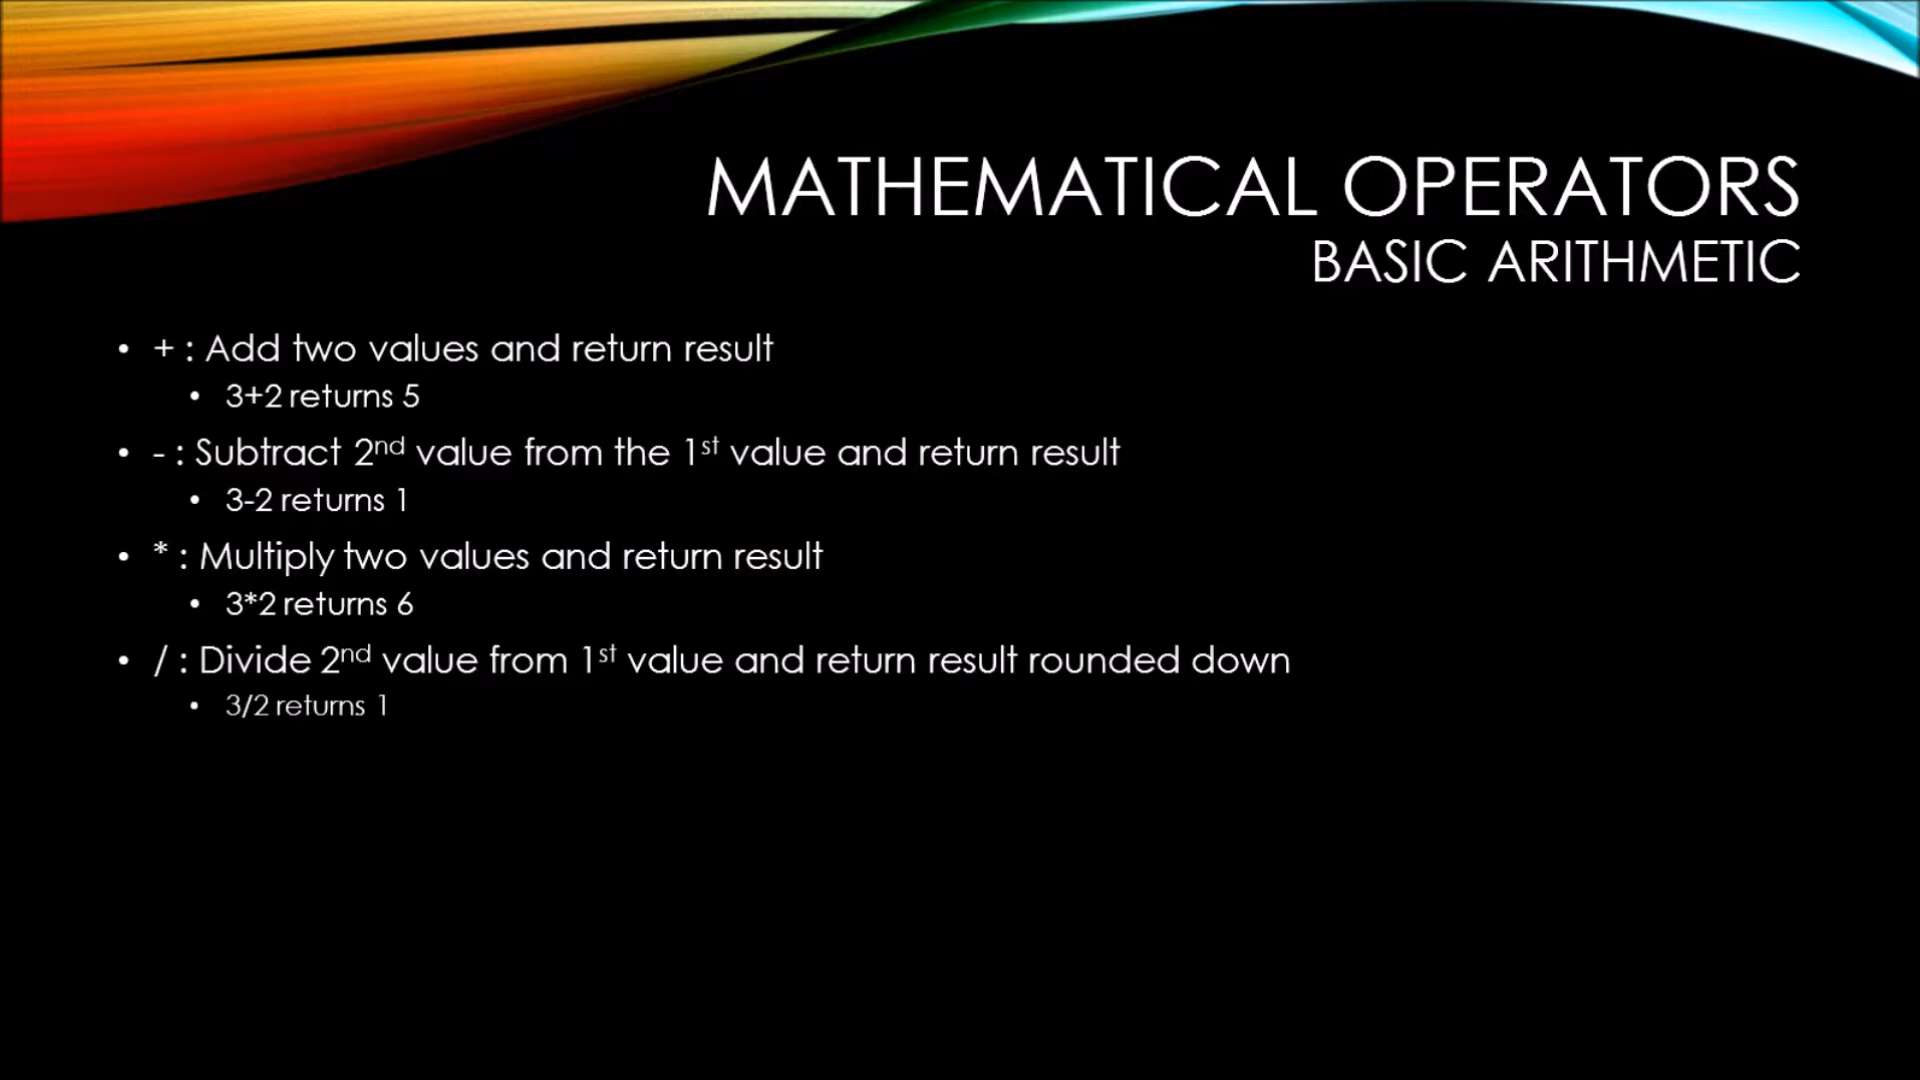 MATHEMATICAL OPERATORS
BASIC ARITHMETIC
• + : Add two values and return result
• 3+2 returns 5
• - : Subtract 2nd value from the 1st value and return result
• 3-2 returns 1
• * : Multiply two values and return result
• 3*2 returns 6
• / : Divide 2nd value from 1st value and return result rounded down
• 3/2 returns 1